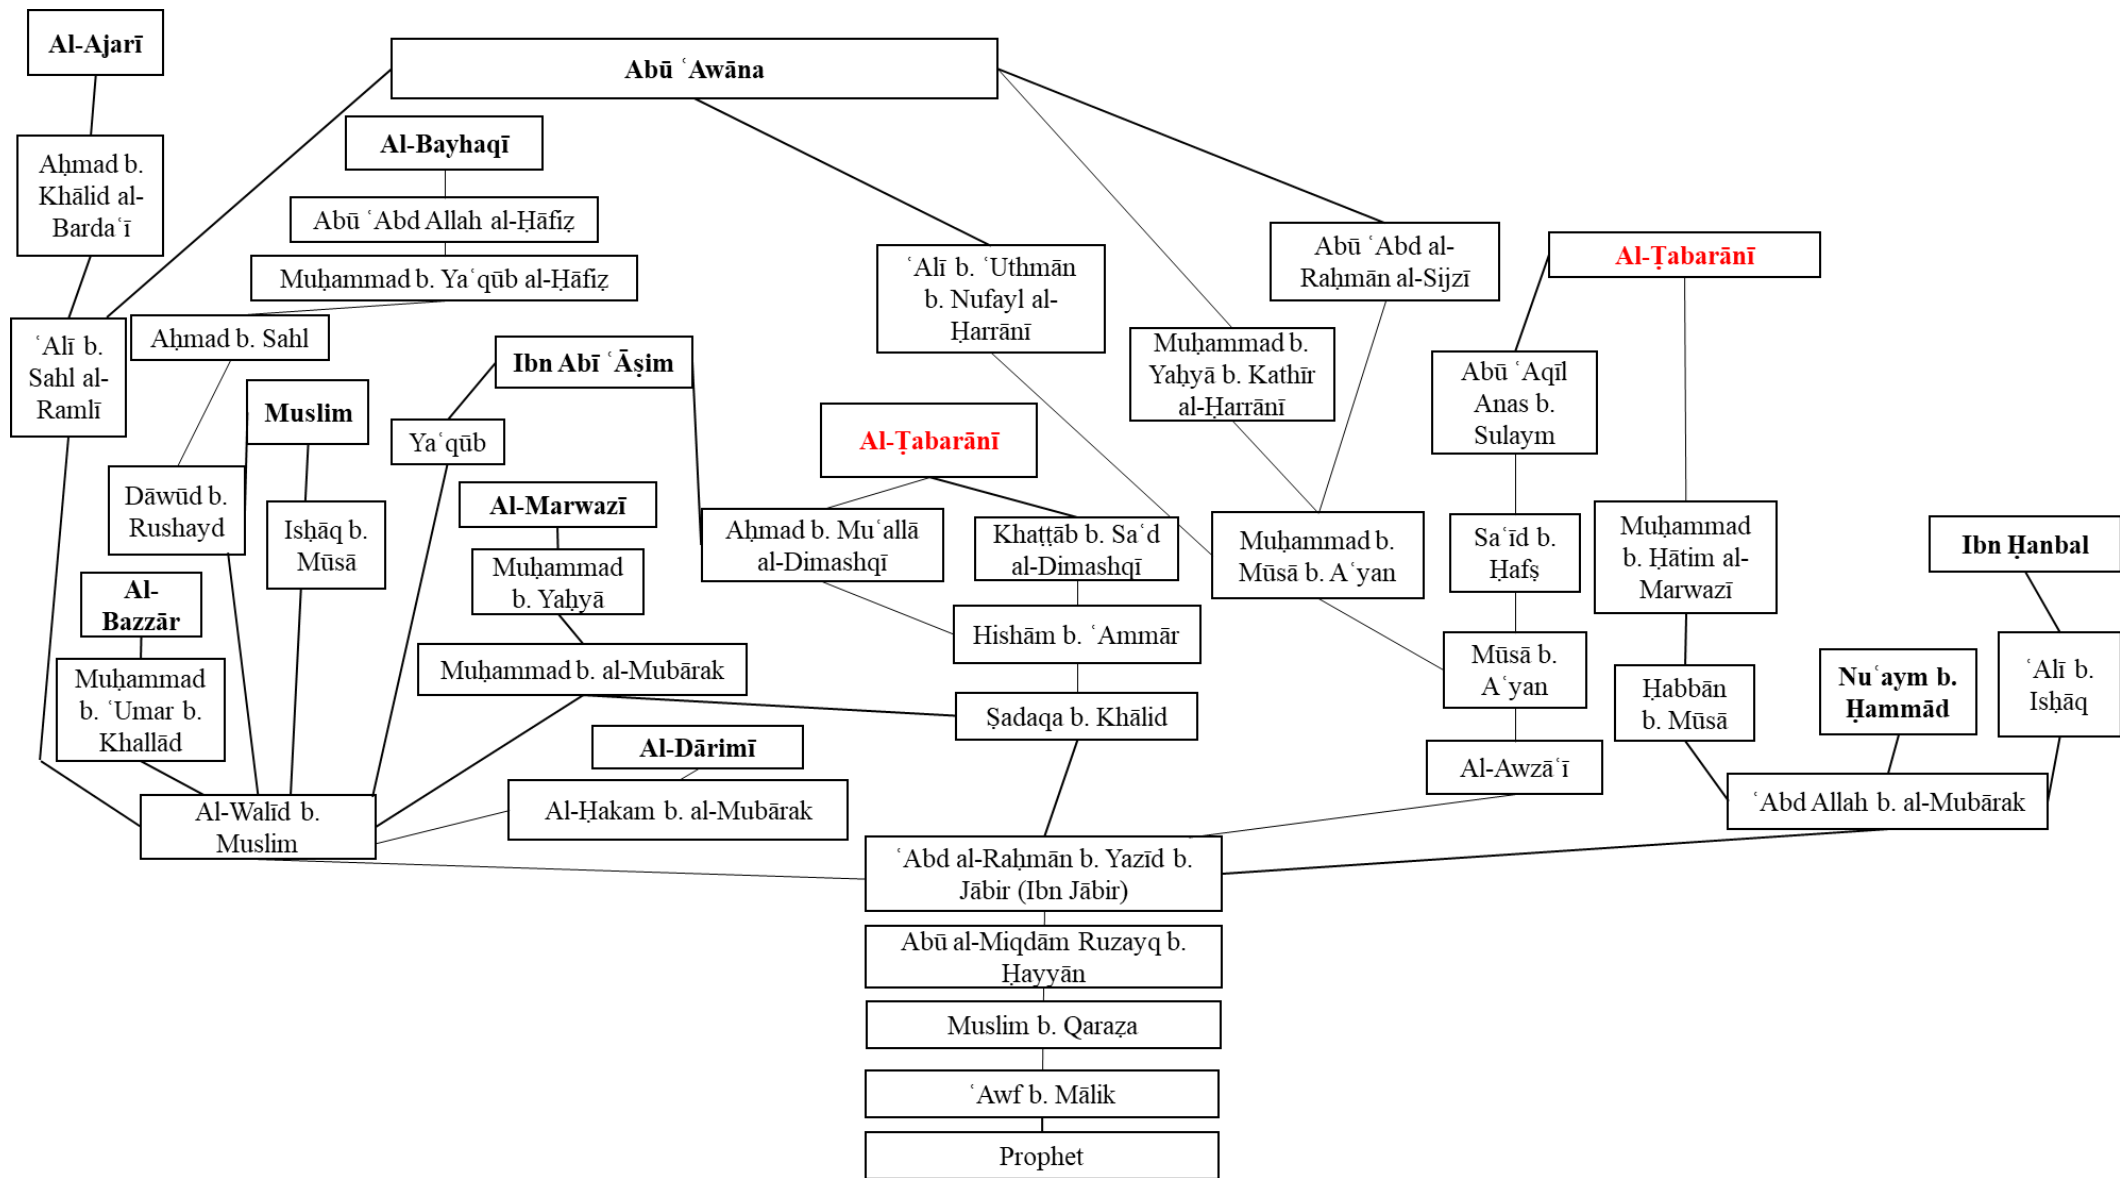 Al-Ajarī
Abū ʿAwāna
Al-Bayhaqī
Aḥmad b.
Khālid al-
Bardaʿī
Abū ʿAbd Allah al-Ḥāfiẓ
Muḥammad b. Yaʿqūb al-Ḥāfiẓ
ʿAlī b. ʿUthmān
b. Nufayl al-
Ḥarrānī
Abū ʿAbd al-
Raḥmān al-Sijzī
Al-Ṭabarānī
ʿAlī b.
Sahl al-
Ramlī
Aḥmad b. Sahl
Ibn Abī ʿĀṣim
Muḥammad b.
Yaḥyā b. Kathīr
al-Ḥarrānī
Abū ʿAqīl
Anas b.
Sulaym
Muslim
Yaʿqūb
Al-Ṭabarānī
Dāwūd b.
Rushayd
Isḥāq b.
Mūsā
Al-Marwazī
Aḥmad b. Muʿallā
al-Dimashqī
Khaṭṭāb b. Saʿd
al-Dimashqī
Muḥammad b.
Mūsā b. Aʿyan
Saʿīd b.
Ḥafṣ
Muḥammad
b. Ḥātim al-
Marwazī
Ibn Ḥanbal
Al-
Bazzār
Muḥammad
b. Yaḥyā
Hishām b. ʿAmmār
Muḥammad
b. ʿUmar b.
Khallād
Muḥammad b. al-Mubārak
Mūsā b.
Aʿyan
Ḥabbān
b. Mūsā
Nuʿaym b.
Ḥammād
ʿAlī b.
Isḥāq
Ṣadaqa b. Khālid
Al-Dārimī
Al-Awzāʿī
Al-Walīd b.
Muslim
Al-Ḥakam b. al-Mubārak
ʿAbd Allah b. al-Mubārak
ʿAbd al-Raḥmān b. Yazīd b.
Jābir (Ibn Jābir)
Abū al-Miqdām Ruzayq b.
Ḥayyān
Muslim b. Qaraẓa
ʿAwf b. Mālik
Prophet